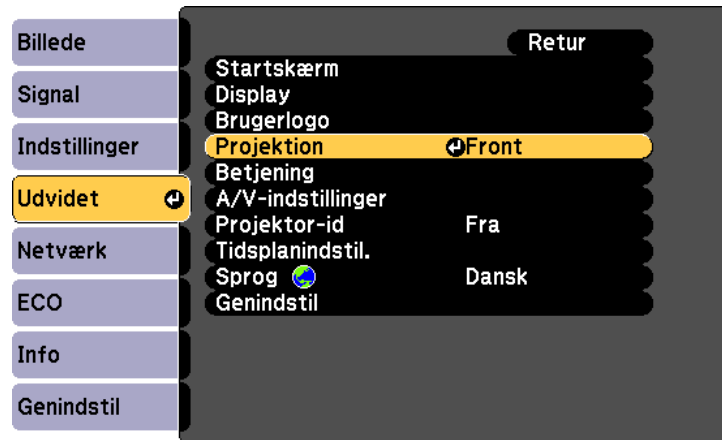 Billede
Signal
Indstillinger
Udvidet
Netværk
ECO
Info
Genindstil
Retur
Startskærm
Display
Brugerlogo
Projektion Front
Betjening
A/V-indstillinger
Projektor-id Fra
Tidsplanindstil.
Sprog Dansk
Genindstil